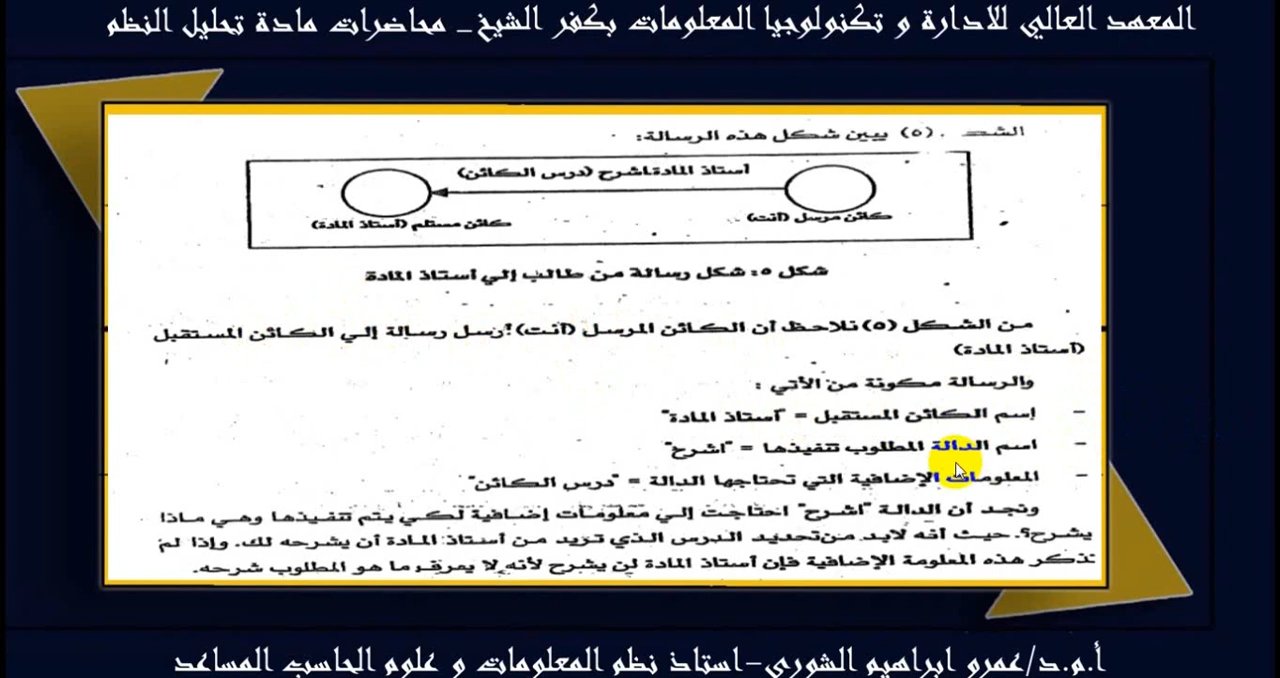 المعهد العالي للادارة و تكنولوجيا المعلومات بكفر الشيخ_ محاضرات مادة تحليل النظم
(٥) يبين شكل هذه الرسالة:
أستاذ المادة.اشرح (درس الكائن)
كائن مرسل (أنت)
كائن مستلم (أستاذ المادة)
شكل ٥: شكل رسالة من طالب إلي أستاذ المادة
من الشكل (٥) نلاحظ أن الكائن المرسل (أنت) أرسل رسالة إلي الكائن المستقبل
(أستاذ المادة)
والرسالة مكونة من الأتي :
- إسم الكائن المستقبل = "أستاذ المادة"
- اسم الدالة المطلوب تنفيذها = "اشرح"
- المعلومات الإضافية التي تحتاجها الدالة = "درس الكائن"
ونجد أن الدالة "اشرح" احتاجت إلي معلومات إضافية لكي يتم تنفيذها وهي ماذا
يشرح؟. حيث أنه لابد من تحديد الدرس الذي تريد من أستاذ المادة أن يشرحه لك. وإذا لم
تذكر هذه المعلومة الإضافية فإن أستاذ المادة لن يشرح لأنه لا يعرف ما هو المطلوب شرحه.
أ.م.د/عمرو ابراهيم الشورى-استاذ نظم المعلومات و علوم الحاسب المساعد